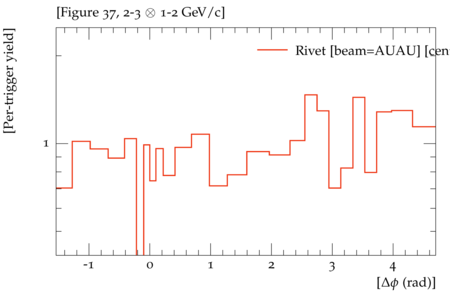 [Figure 37, 2-3 ⊗ 1-2 GeV/c]
[Per-trigger yield]
Rivet [beam=AUAU] [cen
1
-1 0 1 2 3 4
[Δϕ (rad)]